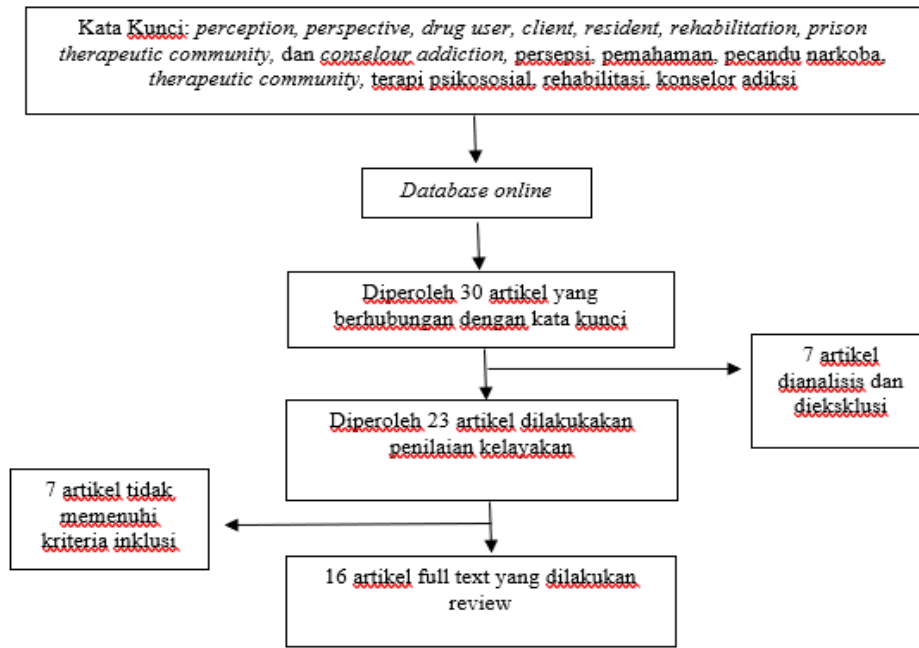 Kata Kunci: perception, perspective, drug user, client, resident, rehabilitation, prison
therapeutic community, dan conselour addiction, persepsi, pemahaman, pecandu narkoba,
therapeutic community, terapi psikososial, rehabilitasi, konselor adiksi
Database online
Diperoleh 30 artikel yang
berhubungan dengan kata kunci
7 artikel
dianalisis dan
dieksklusi
Diperoleh 23 artikel dilakukakan
penilaian kelayakan
7 artikel tidak
memenuhi
kriteria inklusi
16 artikel full text yang dilakukan
review